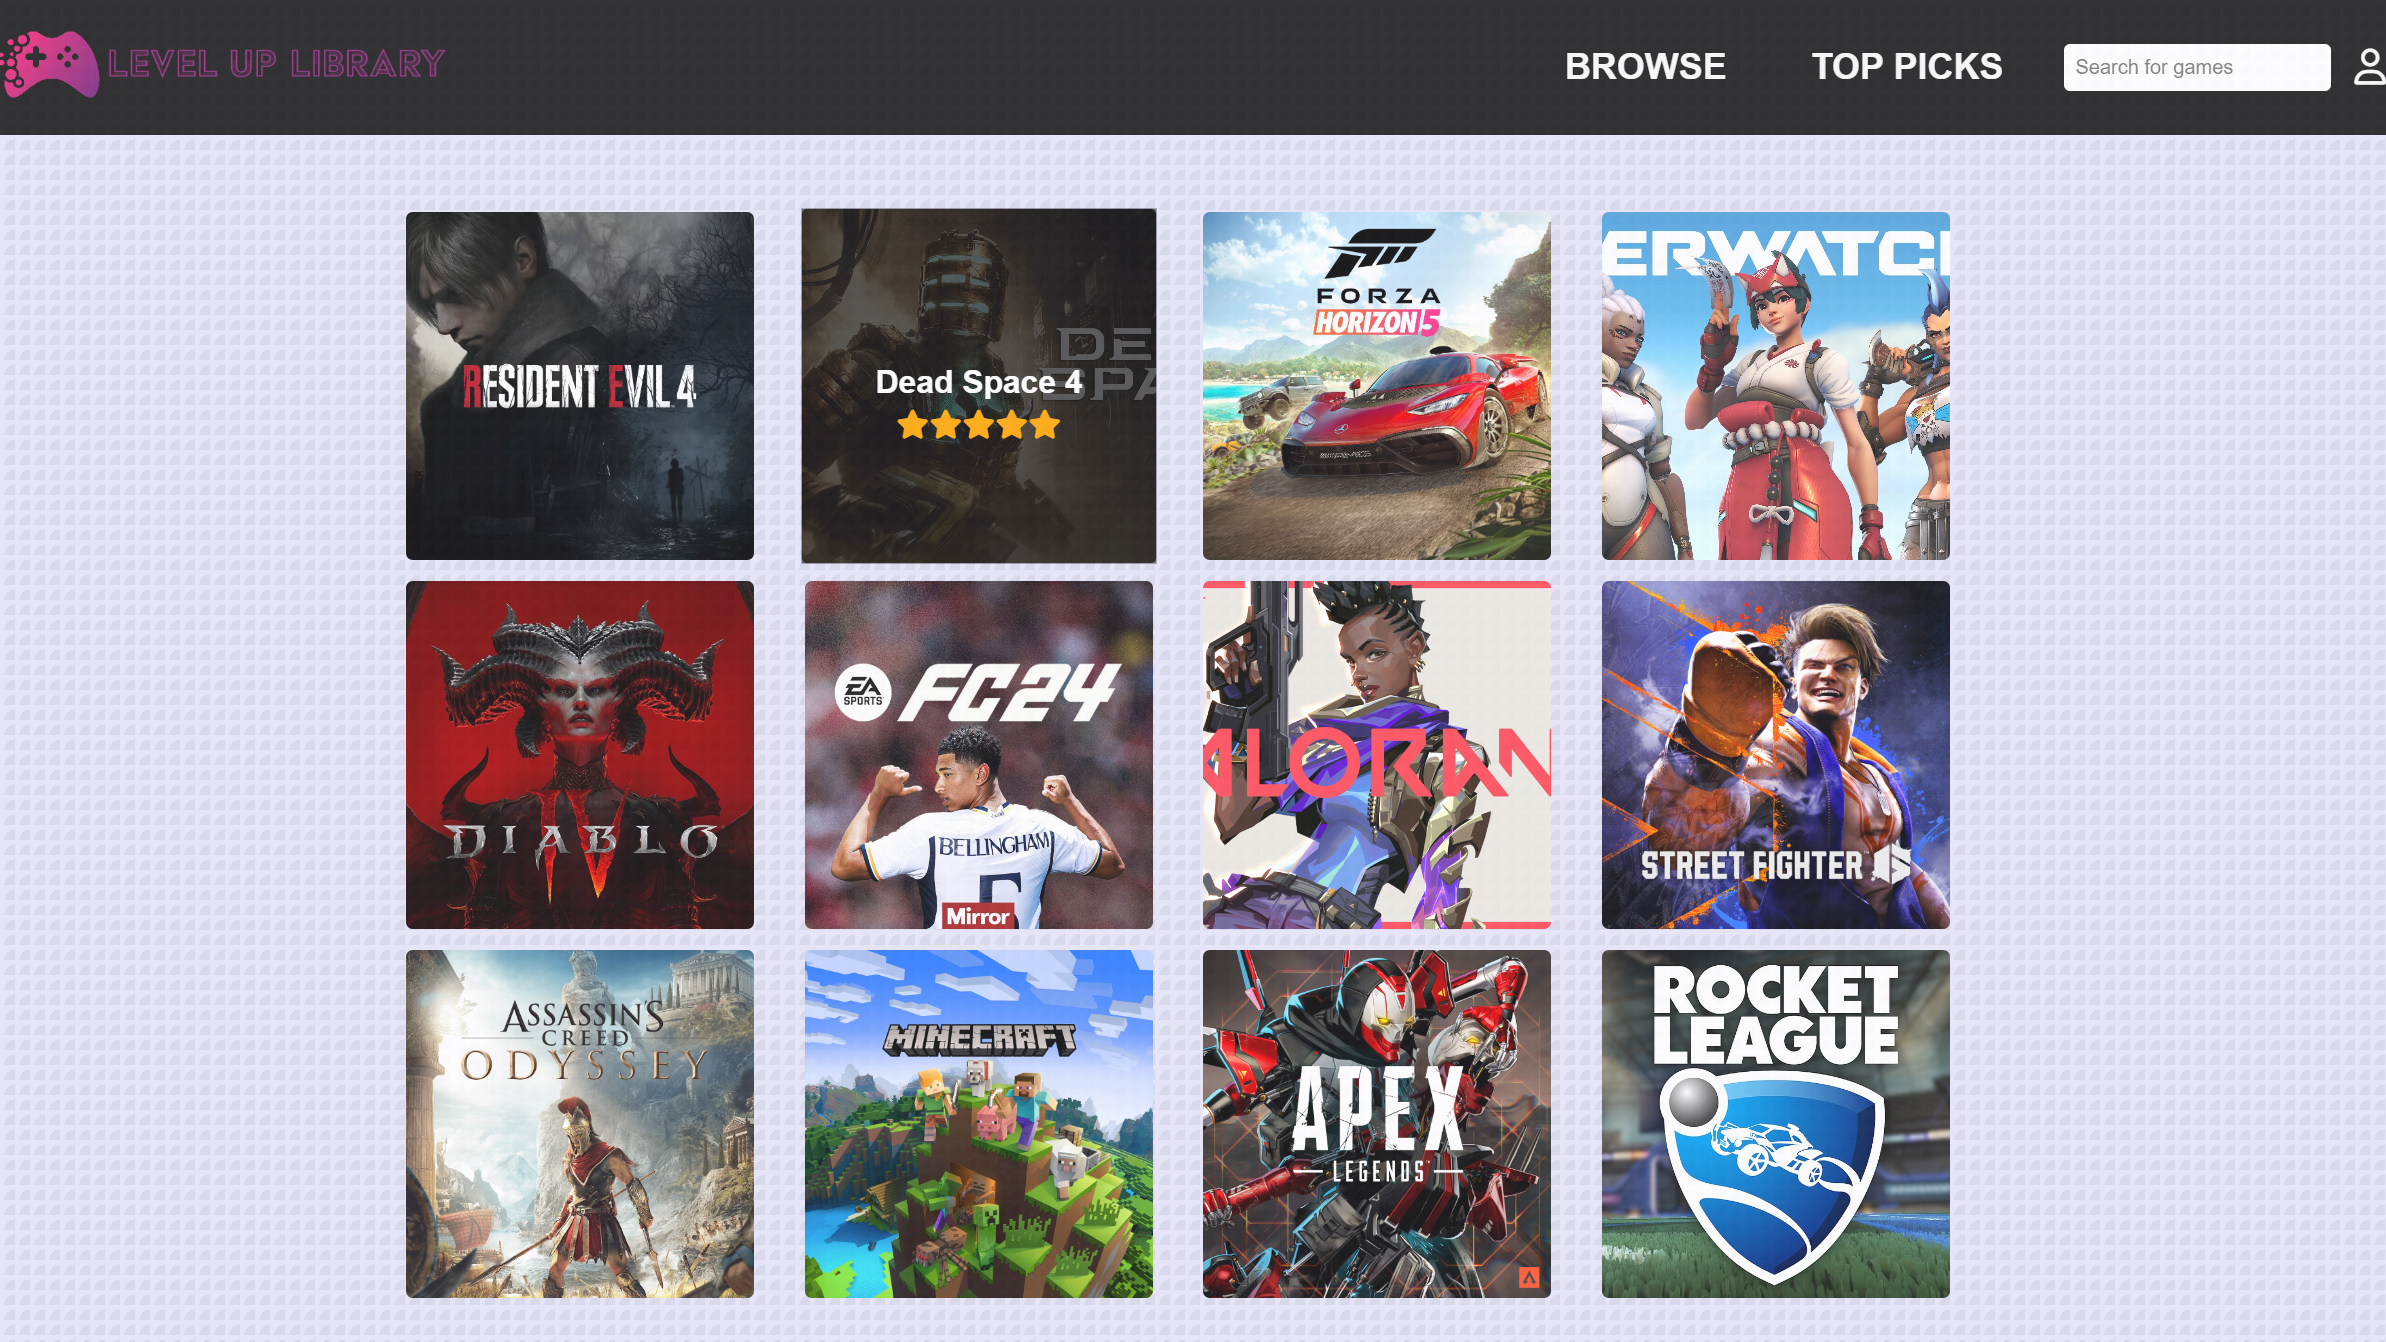 LEVEL UP LIBRARY
BROWSE
TOP PICKS
Search for games
RESIDENT EVIL 4
DE
SPA
Dead Space 4
FORZA
HORIZON 5
ERWATC
DIABLO
IV
EA
SPORTS
FC24
BELLINGHAM
5
Mirror
ALORAN
STREET FIGHTER 6
ASSASSIN'S
CREED
ODYSSEY
MINECRAFT
APEX
LEGENDS
ROCKET
LEAGUE